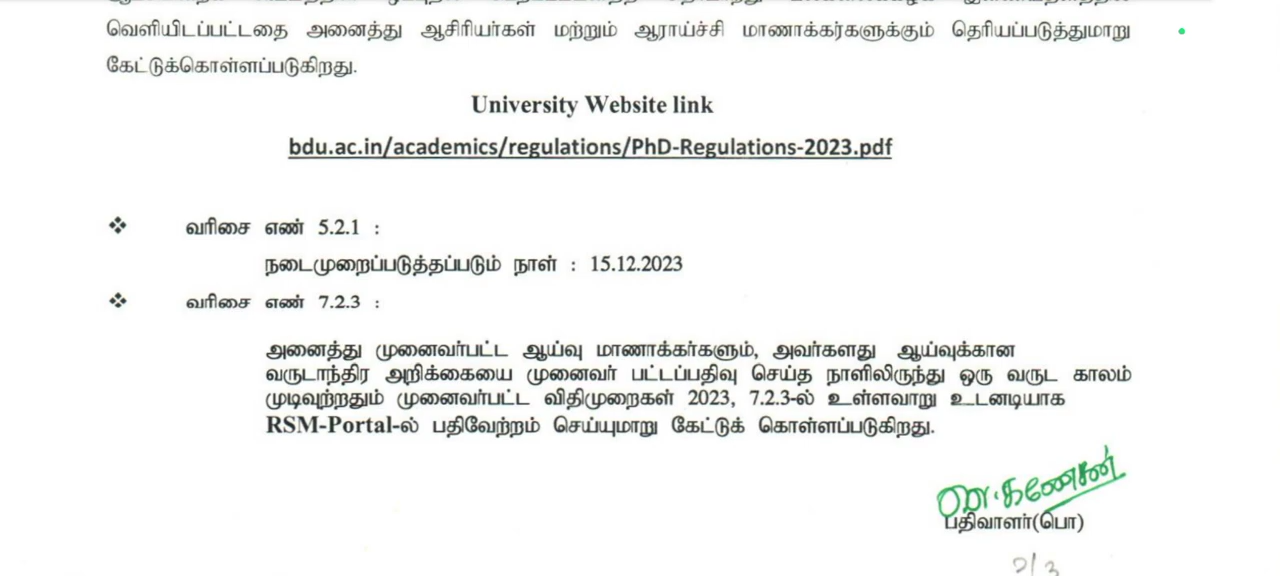 வெளியிடப்பட்டதை அனைத்து ஆசிரியர்கள் மற்றும் ஆராய்ச்சி மாணாக்கர்களுக்கும் தெரியப்படுத்துமாறு
கேட்டுக்கொள்ளப்படுகிறது.
University Website link
bdu.ac.in/academics/regulations/PhD-Regulations-2023.pdf
❖ வரிசை எண் 5.2.1 :
நடைமுறைப்படுத்தப்படும் நாள் : 15.12.2023
❖ வரிசை எண் 7.2.3 :
அனைத்து முனைவர்பட்ட ஆய்வு மாணாக்கர்களும், அவர்களது ஆய்வுக்கான
வருடாந்திர அறிக்கையை முனைவர் பட்டப்பதிவு செய்த நாளிலிருந்து ஒரு வருட காலம்
முடிவுற்றதும் முனைவர்பட்ட விதிமுறைகள் 2023, 7.2.3-ல் உள்ளவாறு உடனடியாக
RSM-Portal-ல் பதிவேற்றம் செய்யுமாறு கேட்டுக் கொள்ளப்படுகிறது.
கணேசன்
பதிவாளர்(பொ)